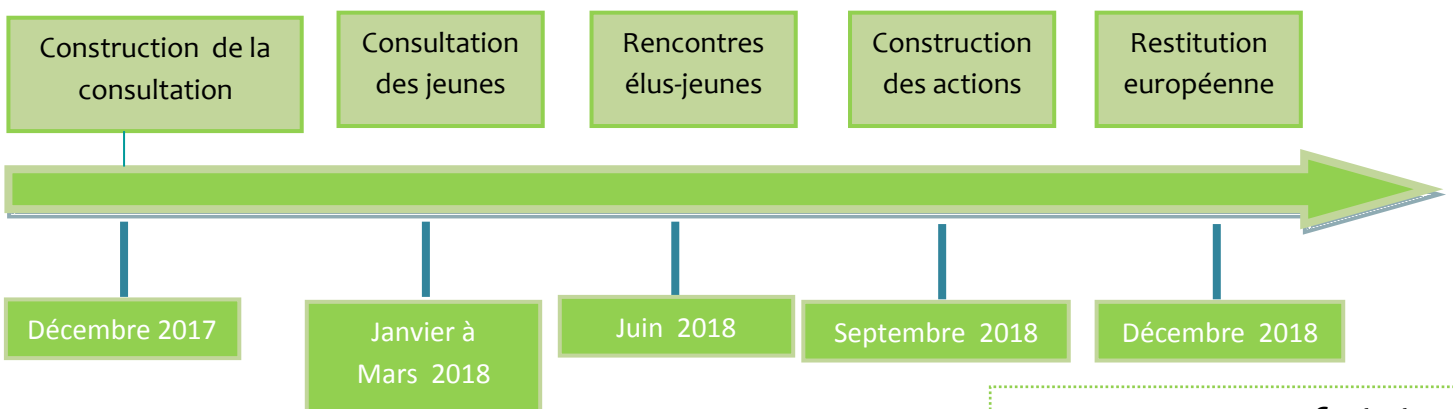 Construction de la
consultation
Consultation
des jeunes
Rencontres
élus-jeunes
Construction
des actions
Restitution
européenne
Décembre 2017
Janvier à
Mars 2018
Juin 2018
Septembre 2018
Décembre 2018